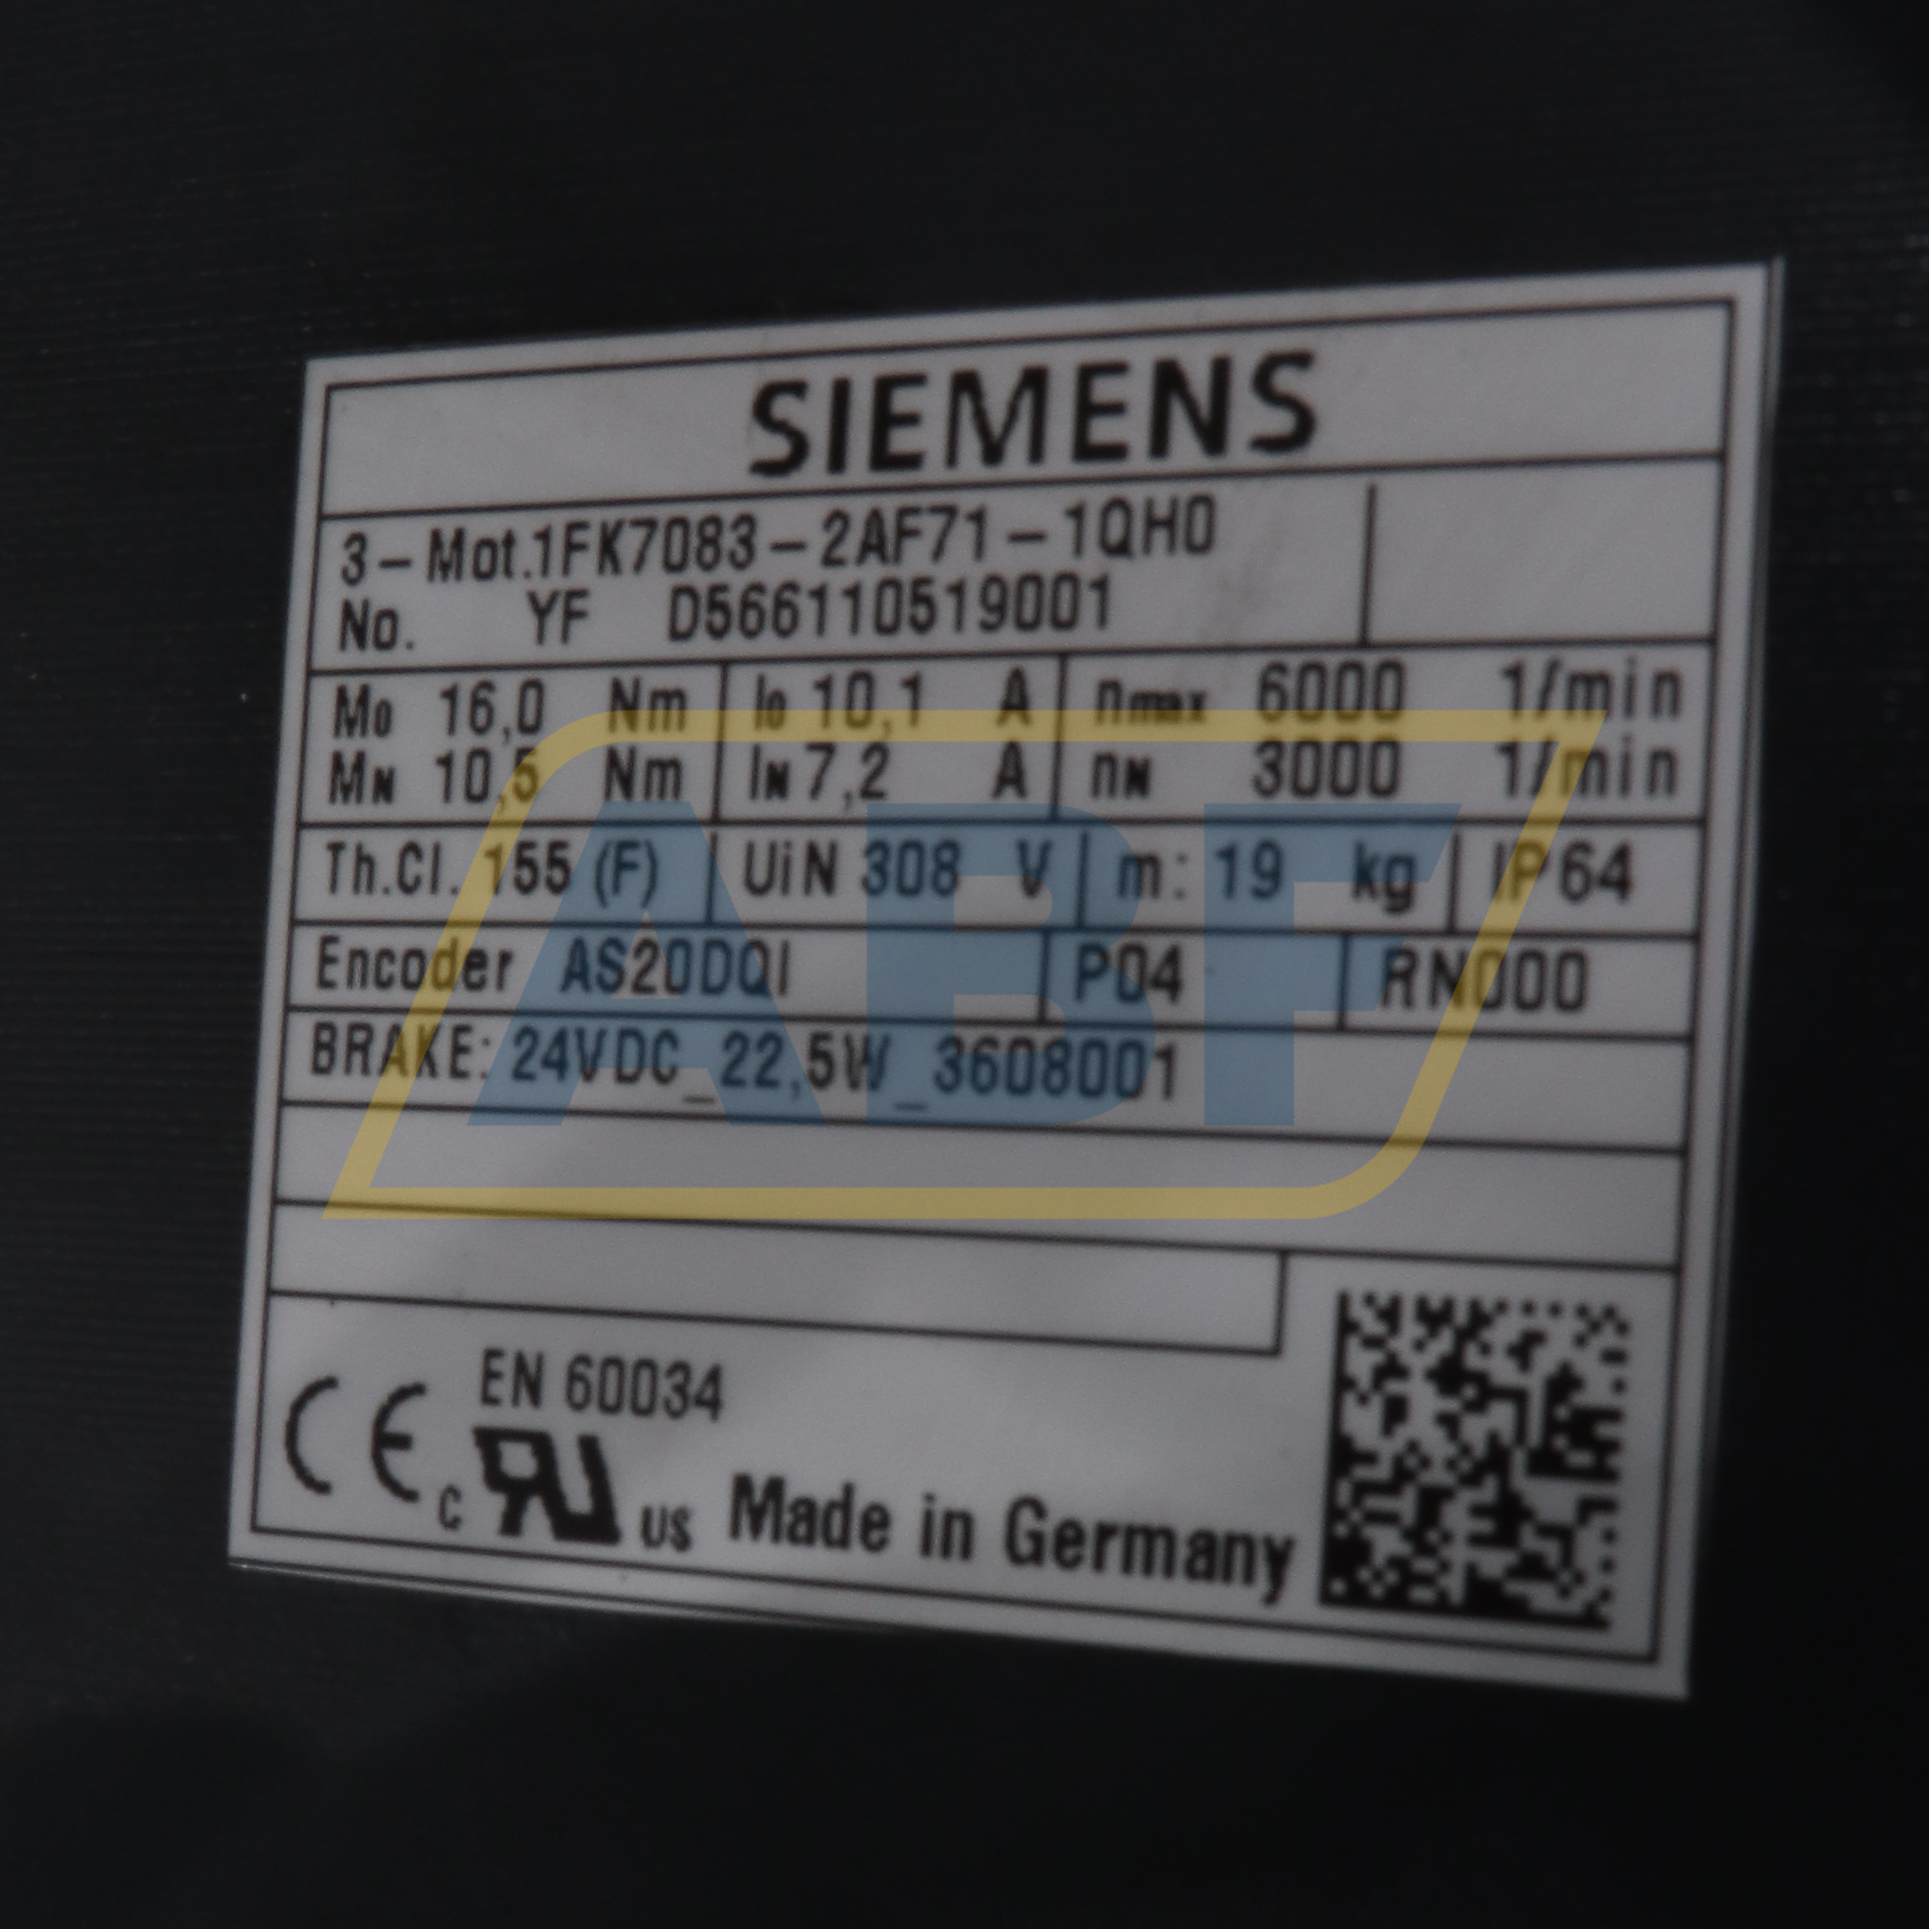 SIEMENS
3-Mot.1FK7083-2AF71-1QH0
No. YF D566110519001
M0 16,0 Nm I0 10,1 A nmax 6000 1/min
MN 10,5 Nm IN 7,2 A nN 3000 1/min
Th.Cl. 155 (F) UiN 308 V m: 19 kg IP64
Encoder AS20DQI P04 RN000
BRAKE: 24VDC_22,5W_3608001
ABF
EN 60034
CE c RU us Made in Germany